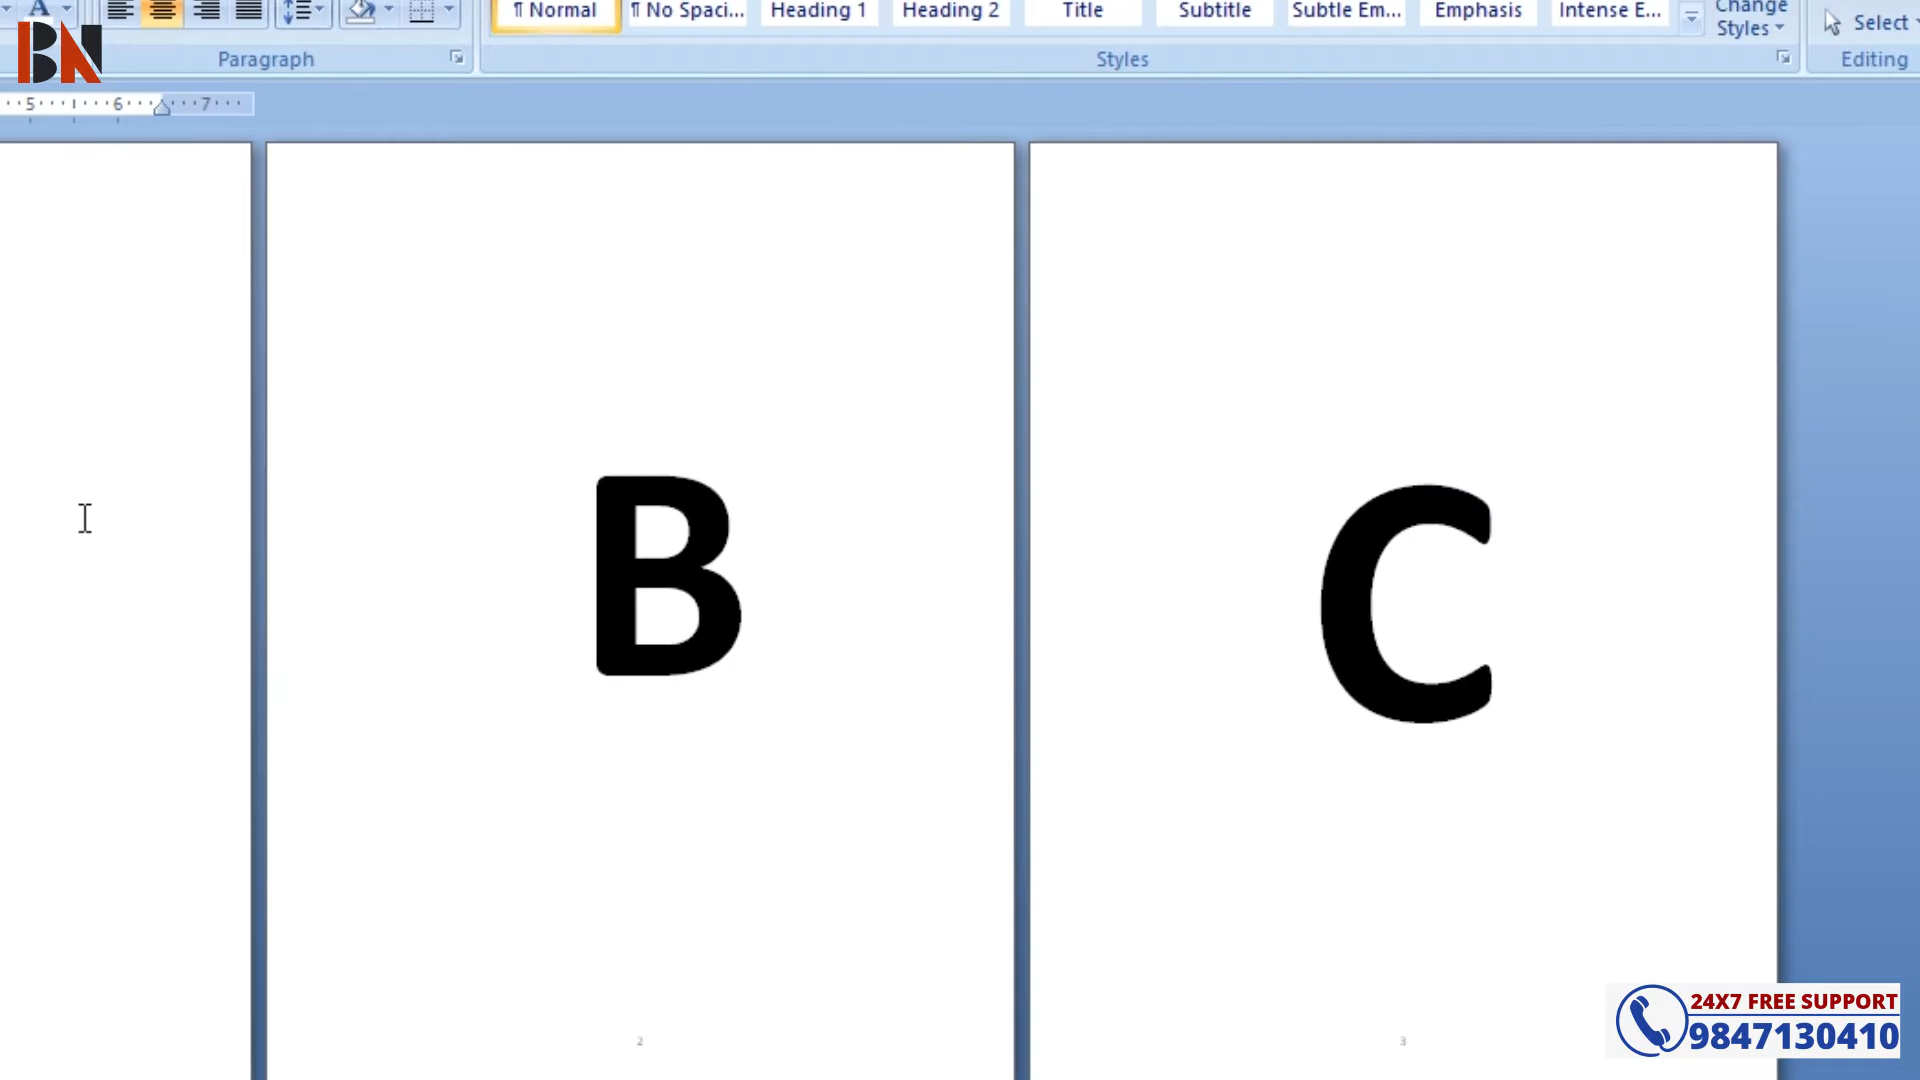 Normal
No Spaci...
Heading 1
Heading 2
Title
Subtitle
Subtle Em...
Emphasis
Intense E...
Change
Styles
Select
Paragraph
Styles
Editing
BN
5 6 7
B
C
2
3
24X7 FREE SUPPORT
9847130410